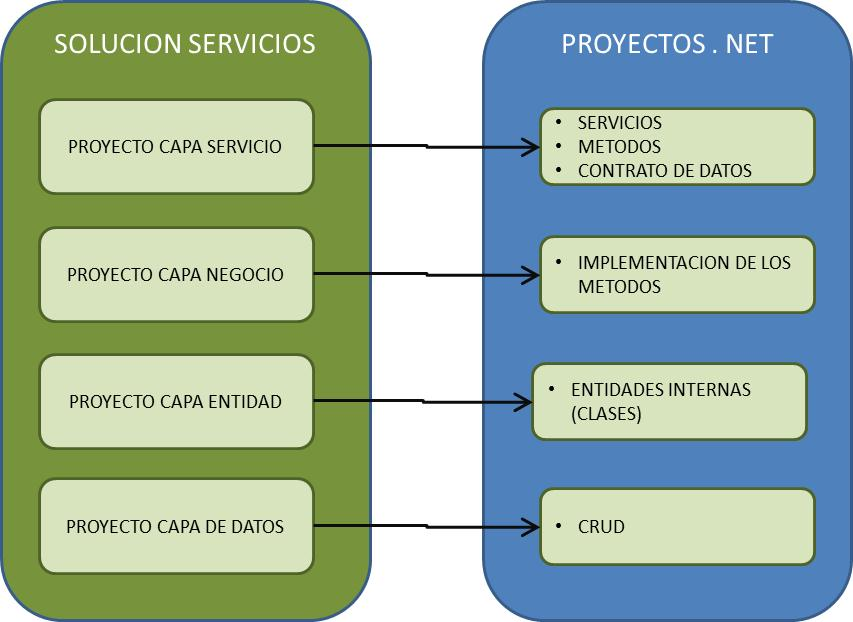 SOLUCION SERVICIOS
PROYECTO CAPA SERVICIO
PROYECTO CAPA NEGOCIO
PROYECTO CAPA ENTIDAD
PROYECTO CAPA DE DATOS
PROYECTOS . NET
• SERVICIOS
• METODOS
• CONTRATO DE DATOS
• IMPLEMENTACION DE LOS
METODOS
• ENTIDADES INTERNAS
(CLASES)
• CRUD